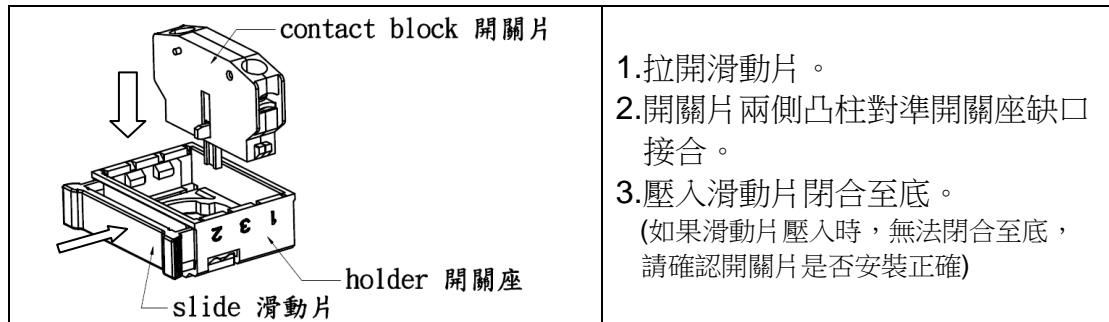 contact block 開關片
2 3 1
holder 開關座
slide 滑動片
1.拉開滑動片。
2.開關片兩側凸柱對準開關座缺口
接合。
3.壓入滑動片閉合至底。
(如果滑動片壓入時，無法閉合至底，
請確認開關片是否安裝正確)